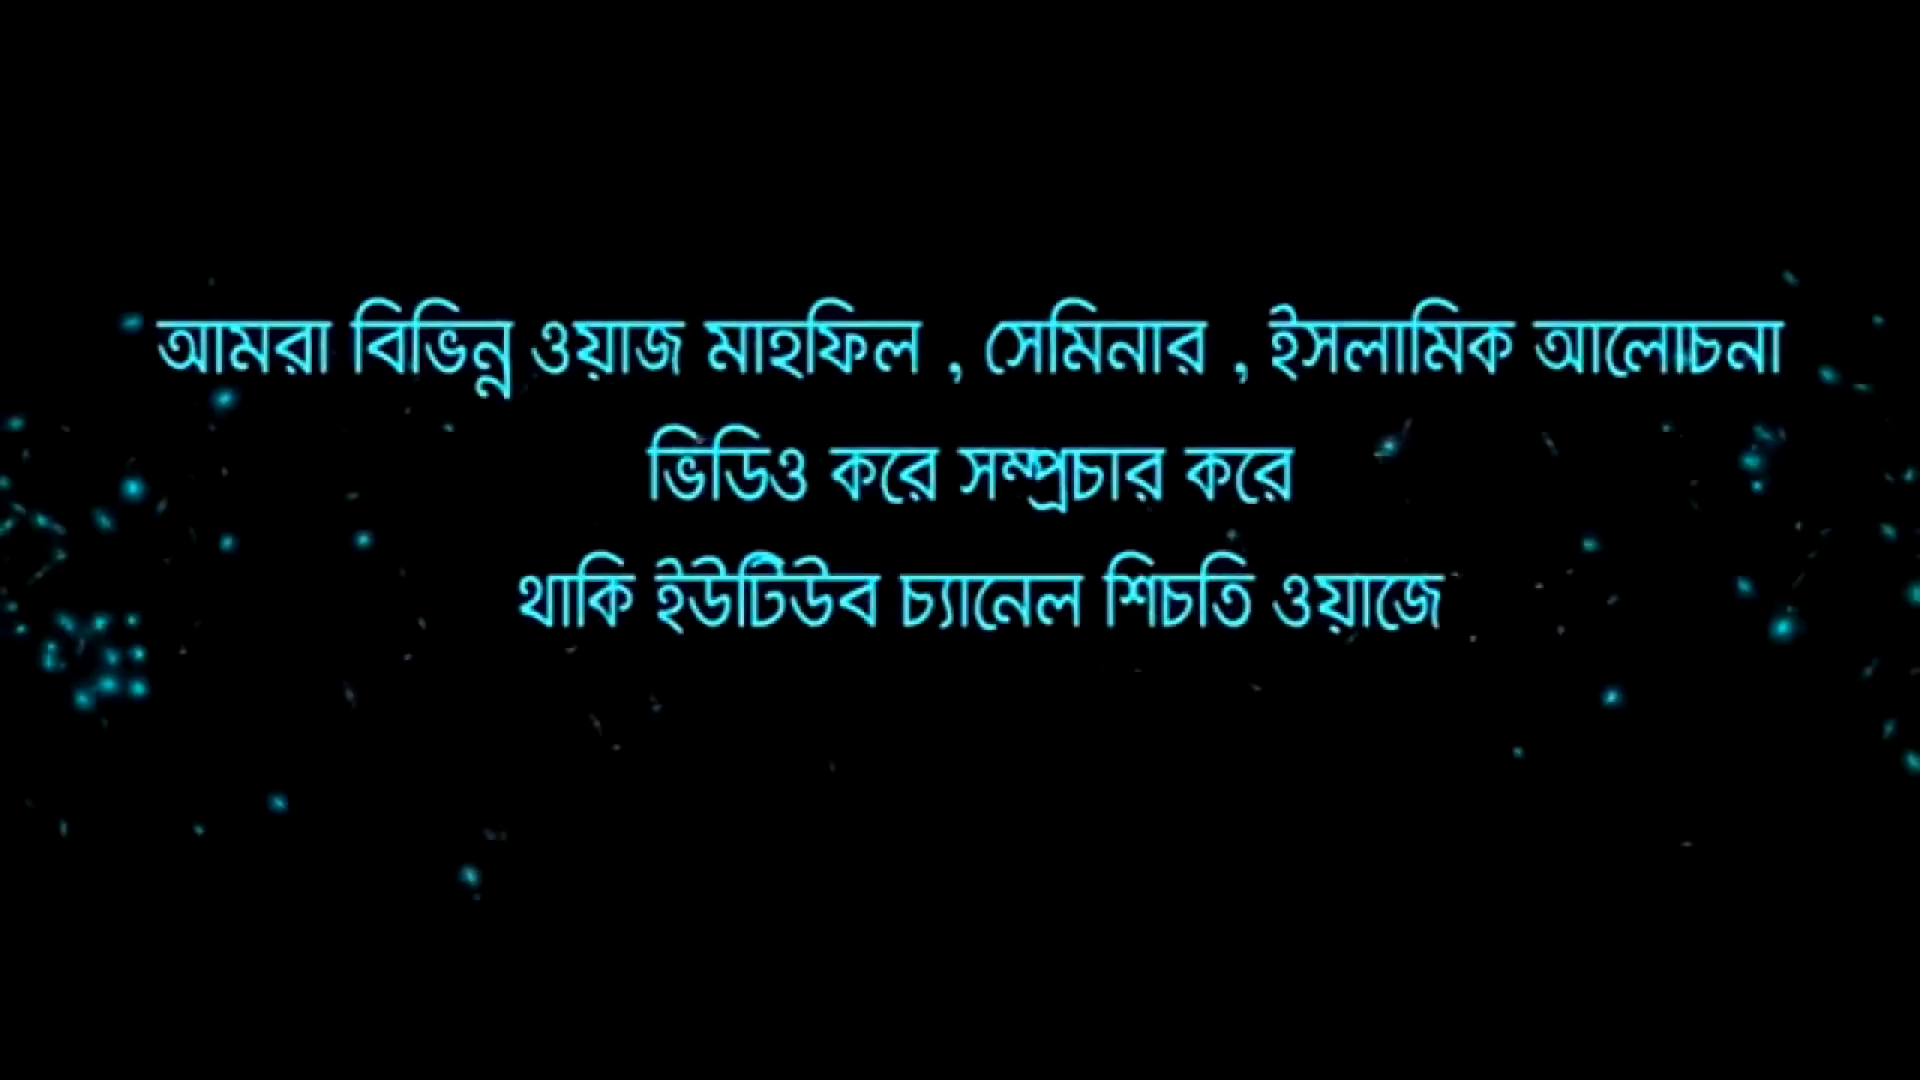 আমরা বিভিন্ন ওয়াজ মাহফিল , সেমিনার , ইসলামিক আলোচনা
ভিডিও করে সম্প্রচার করে
থাকি ইউটিউব চ্যানেল শিচতি ওয়াজে